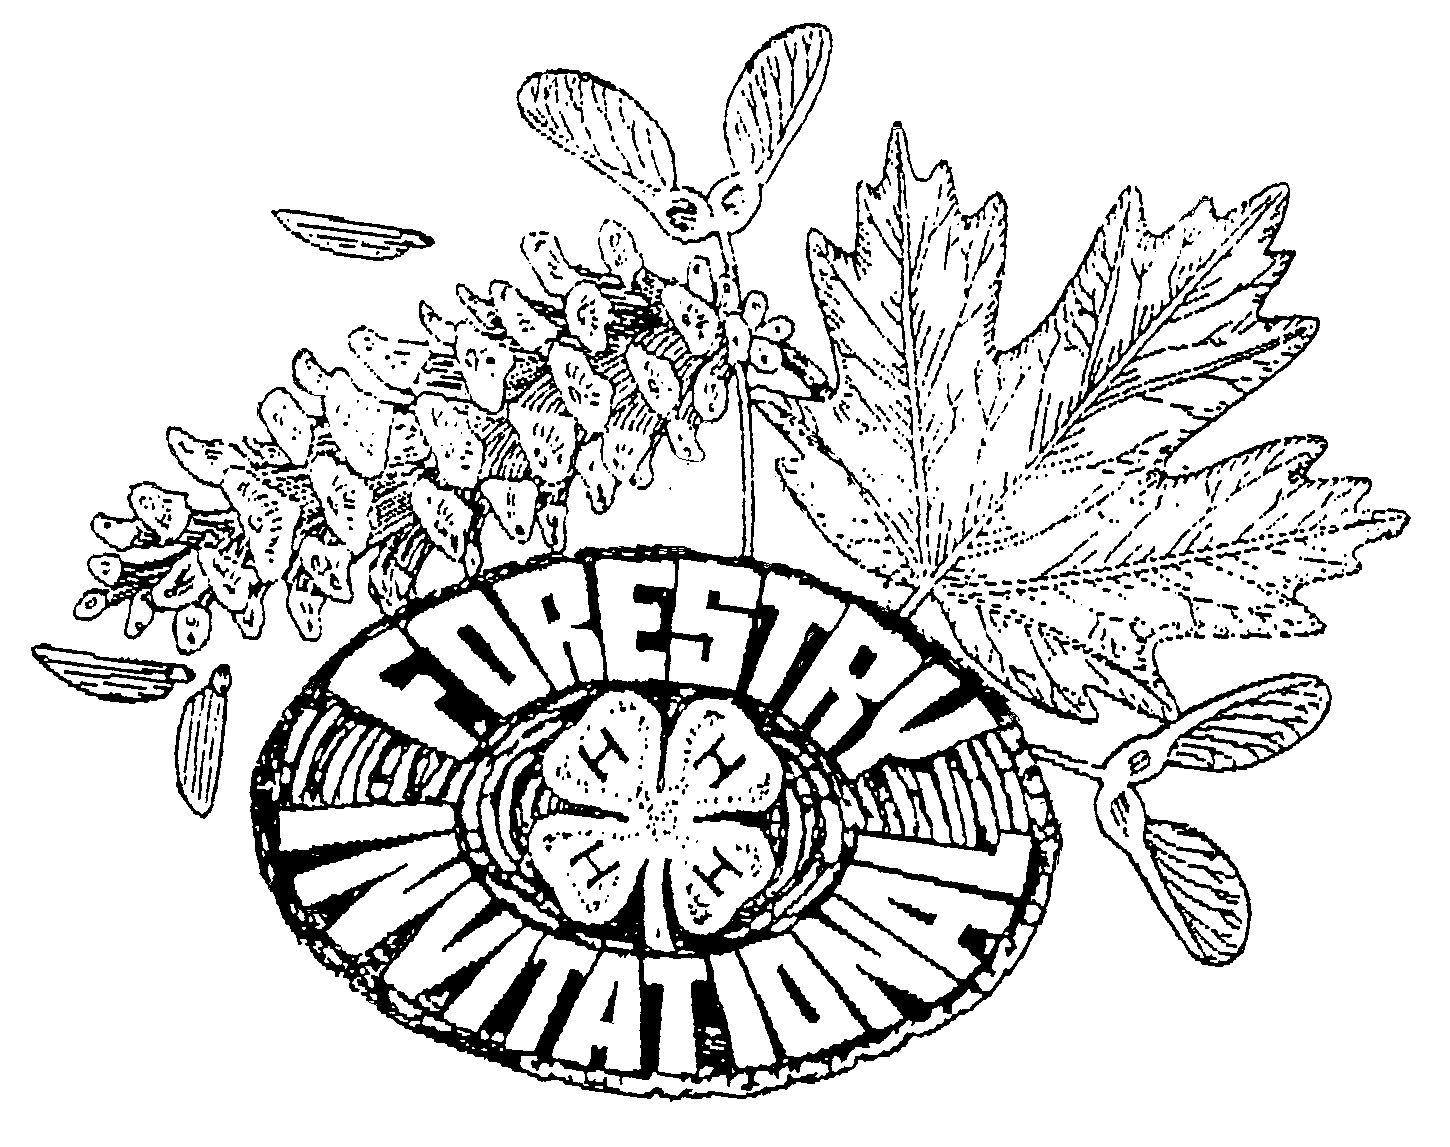 FORESTRY
H H
H H
INVITATIONAL